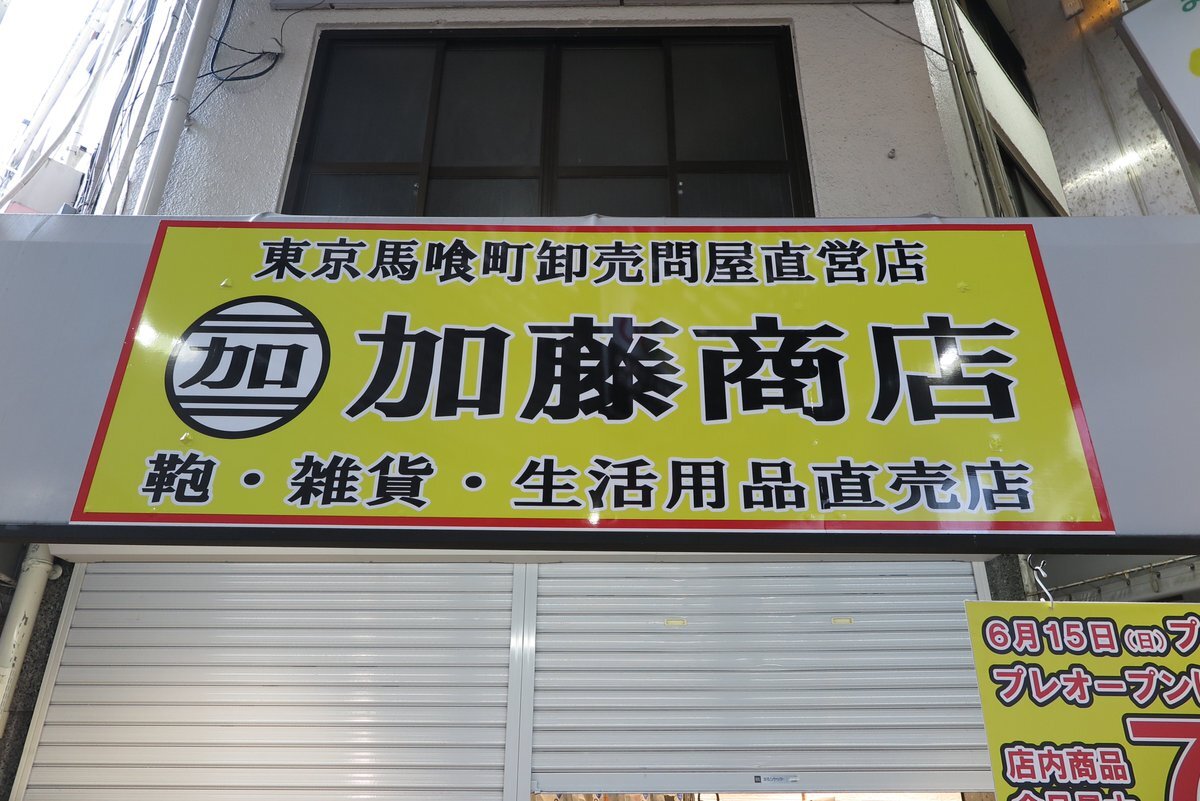 東京馬喰町卸売問屋直営店
加 加藤商店
鞄・雑貨・生活用品直売店
6月15日(日)プ
プレオープン
店内商品